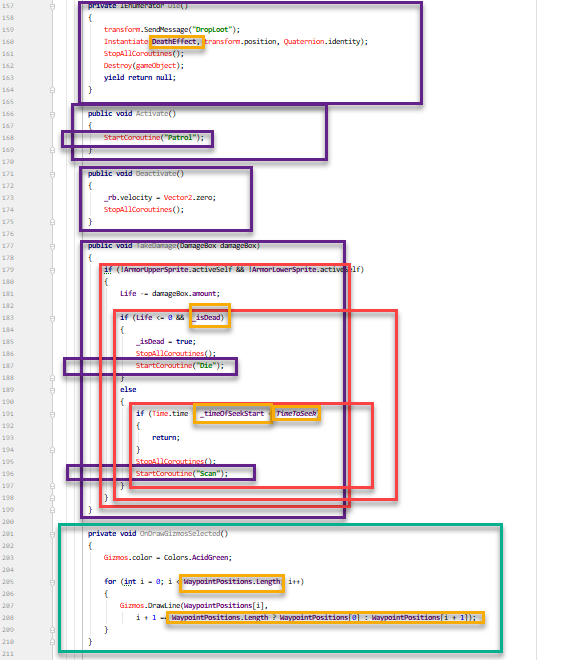 157 private IEnumerator Die()
158 {
159 transform.SendMessage("DropLoot");
160 Instantiate DeathEffect, transform.position, Quaternion.identity);
161 StopAllCoroutines();
162 Destroy(gameObject);
163 yield return null;
164 }
165
166 public void Activate()
167 {
168 StartCoroutine("Patrol");
169 }
170
171 public void Deactivate()
172 {
173 _rb.velocity = Vector2.zero;
174 StopAllCoroutines();
175 }
176
177 public void TakeDamage(DamageBox damageBox)
178 {
179 if (!ArmorUpperSprite.activeSelf && !ArmorLowerSprite.activeSelf)
180 {
181 Life -= damageBox.amount;
182
183 if (Life <= 0 && _isDead)
184 {
185 _isDead = true;
186 StopAllCoroutines();
187 StartCoroutine("Die");
188 }
189 else
190 {
191 if (Time.time _timeOfSeekStart < TimeToSeek
192 {
193 return;
194 }
195 StopAllCoroutines();
196 StartCoroutine("Scan");
197 }
198 }
199 }
200
201 private void OnDrawGizmosSelected()
202 {
203 Gizmos.color = Colors.AcidGreen;
204
205 for (int i = 0; i < WaypointPositions.Length; i++)
206 {
207 Gizmos.DrawLine(WaypointPositions[i],
208 i + 1 == WaypointPositions.Length ? WaypointPositions[0] : WaypointPositions[i + 1]);
209 }
210 }
211